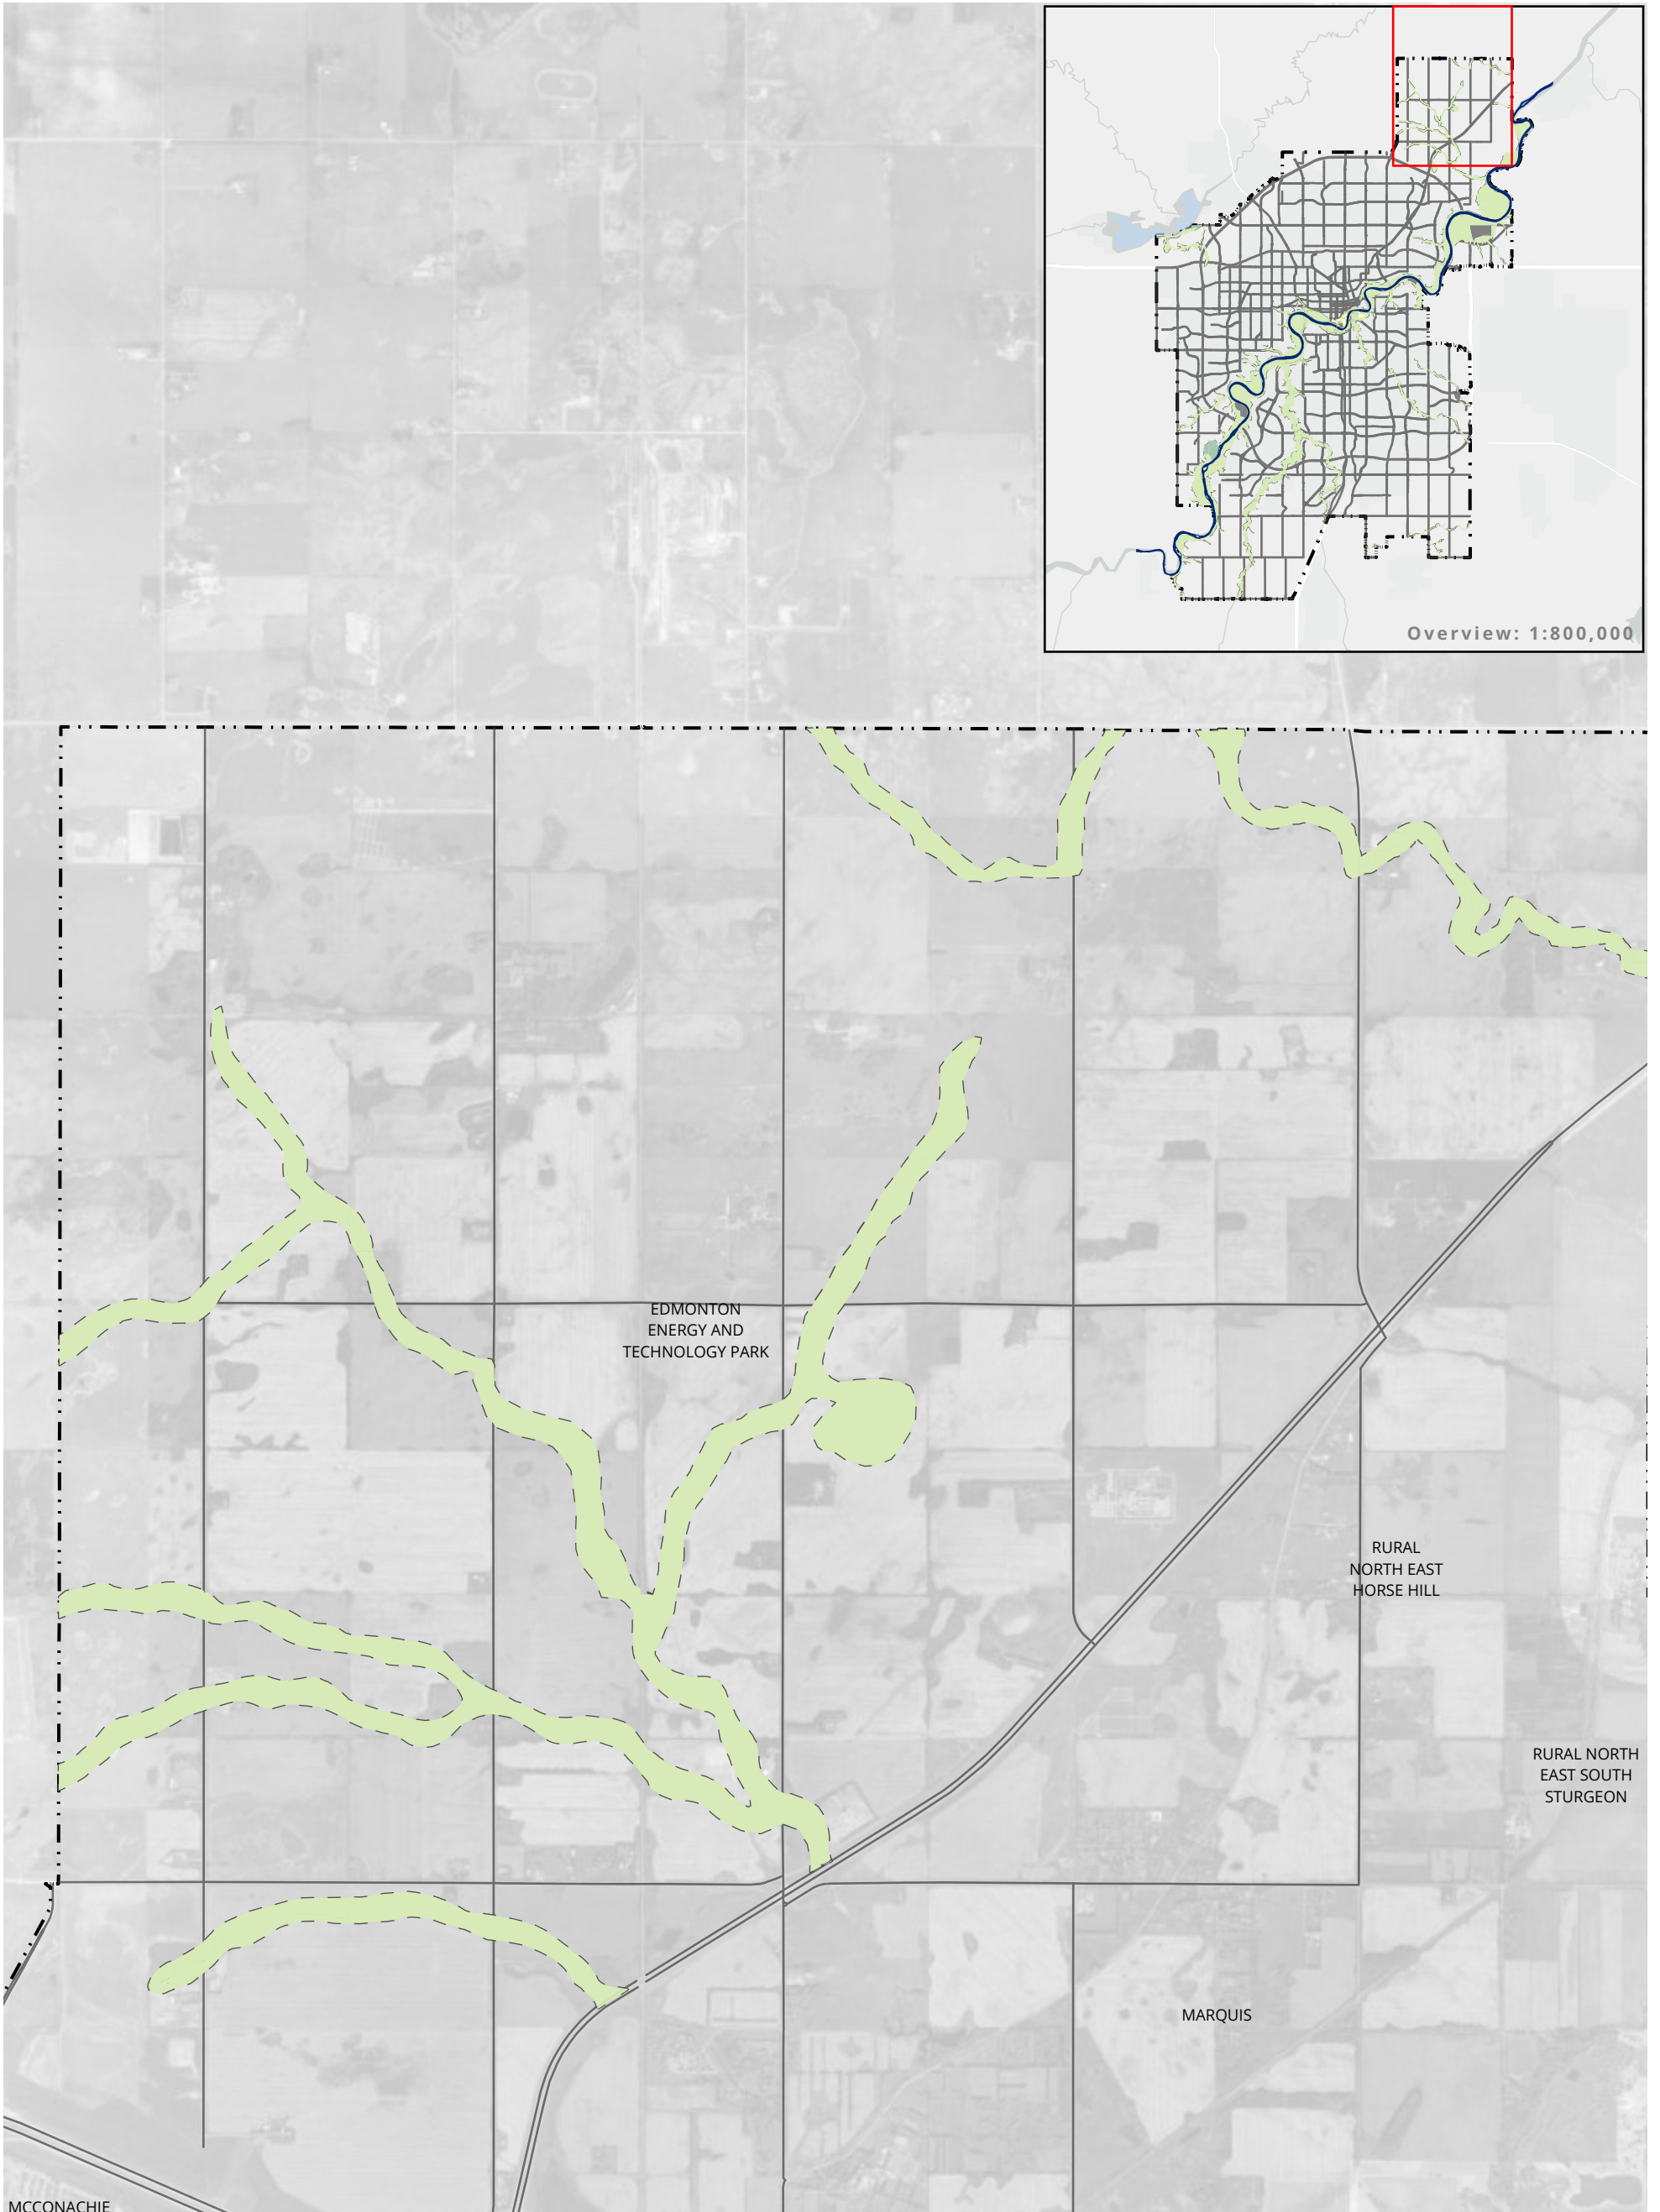 Overview: 1:800,000
EDMONTON
ENERGY AND
TECHNOLOGY PARK
RURAL
NORTH EAST
HORSE HILL
RURAL NORTH
EAST SOUTH
STURGEON
MARQUIS
MCCONACHIE